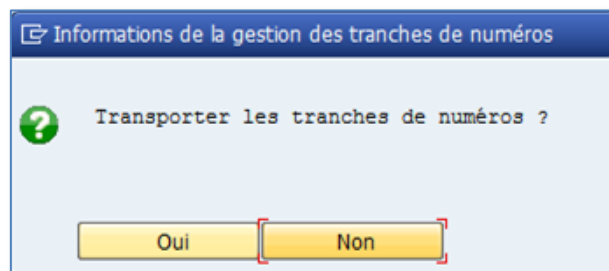 Informations de la gestion des tranches de numéros
Transporter les tranches de numéros ?
Oui
Non